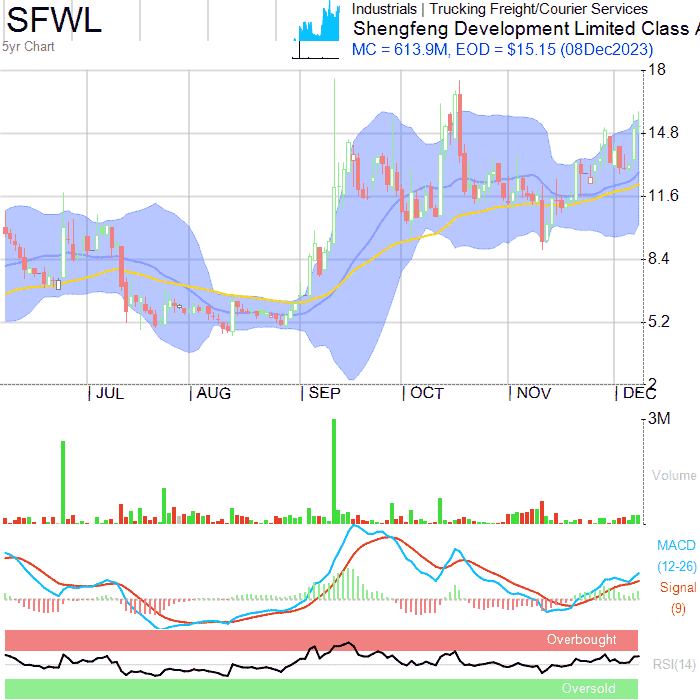 SFWL
5yr Chart
Industrials | Trucking Freight/Courier Services
Shengfeng Development Limited Class A
MC = 613.9M, EOD = $15.15 (08Dec2023)
18
14.8
11.6
8.4
5.2
2
JUL AUG SEP OCT NOV DEC
3M
Volume
MACD
(12-26)
Signal
(9)
Overbought
RSI(14)
Oversold